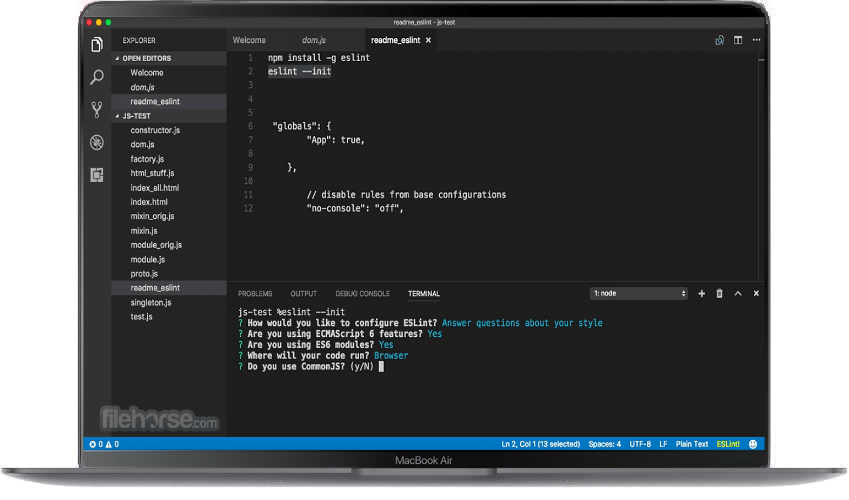 readme_eslint - js-test
EXPLORER
OPEN EDITORS
Welcome
dom.js
readme_eslint
JS-TEST
constructor.js
dom.js
factory.js
html_stuff.js
index_all.html
index.html
mixin_orig.js
mixin.js
module_orig.js
module.js
proto.js
readme_eslint
singleton.js
test.js
Welcome dom.js readme_eslint ×
1 npm install -g eslint
2 eslint --init
3
4
5
6 "globals": {
7 "App": true,
8
9 },
10
11 // disable rules from base configurations
12 "no-console": "off",
PROBLEMS OUTPUT DEBUG CONSOLE TERMINAL 1: node
js-test %eslint --init
? How would you like to configure ESLint? Answer questions about your style
? Are you using ECMAScript 6 features? Yes
? Are you using ES6 modules? Yes
? Where will your code run? Browser
? Do you use CommonJS? (y/N)
filehorse.com
0 0 Ln 2, Col 1 (13 selected) Spaces: 4 UTF-8 LF Plain Text ESLint!
MacBook Air